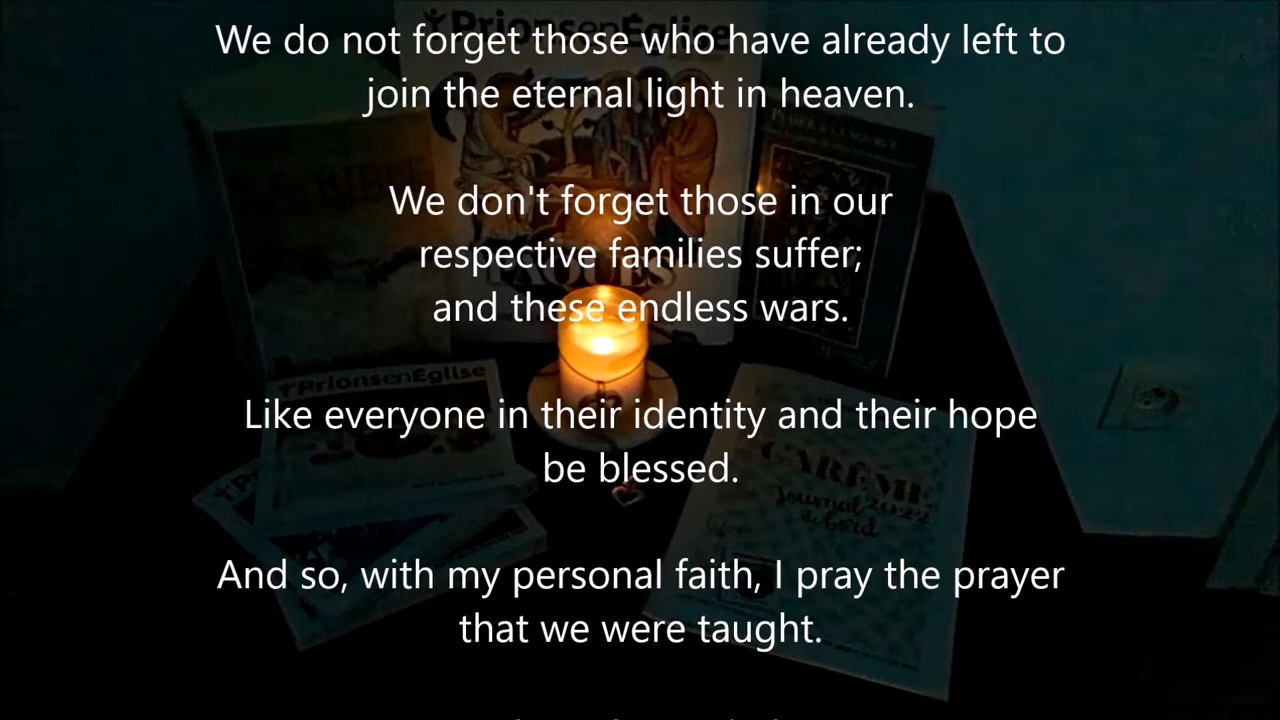 PrionsenEglise
We do not forget those who have already left to
join the eternal light in heaven.
We don't forget those in our
respective families suffer;
and these endless wars.
PrionsenEglise
Like everyone in their identity and their hope
be blessed.
CARÊME
Journal 2022
de bord
And so, with my personal faith, I pray the prayer
that we were taught.